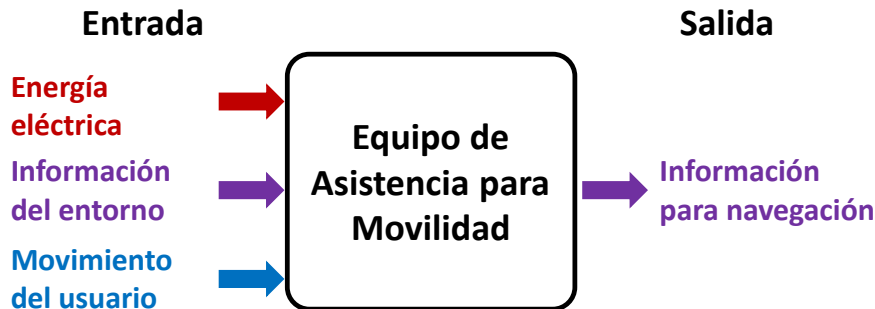 Entrada
Salida
Energía
eléctrica
Información
del entorno
Movimiento
del usuario
Equipo de
Asistencia para
Movilidad
Información
para navegación